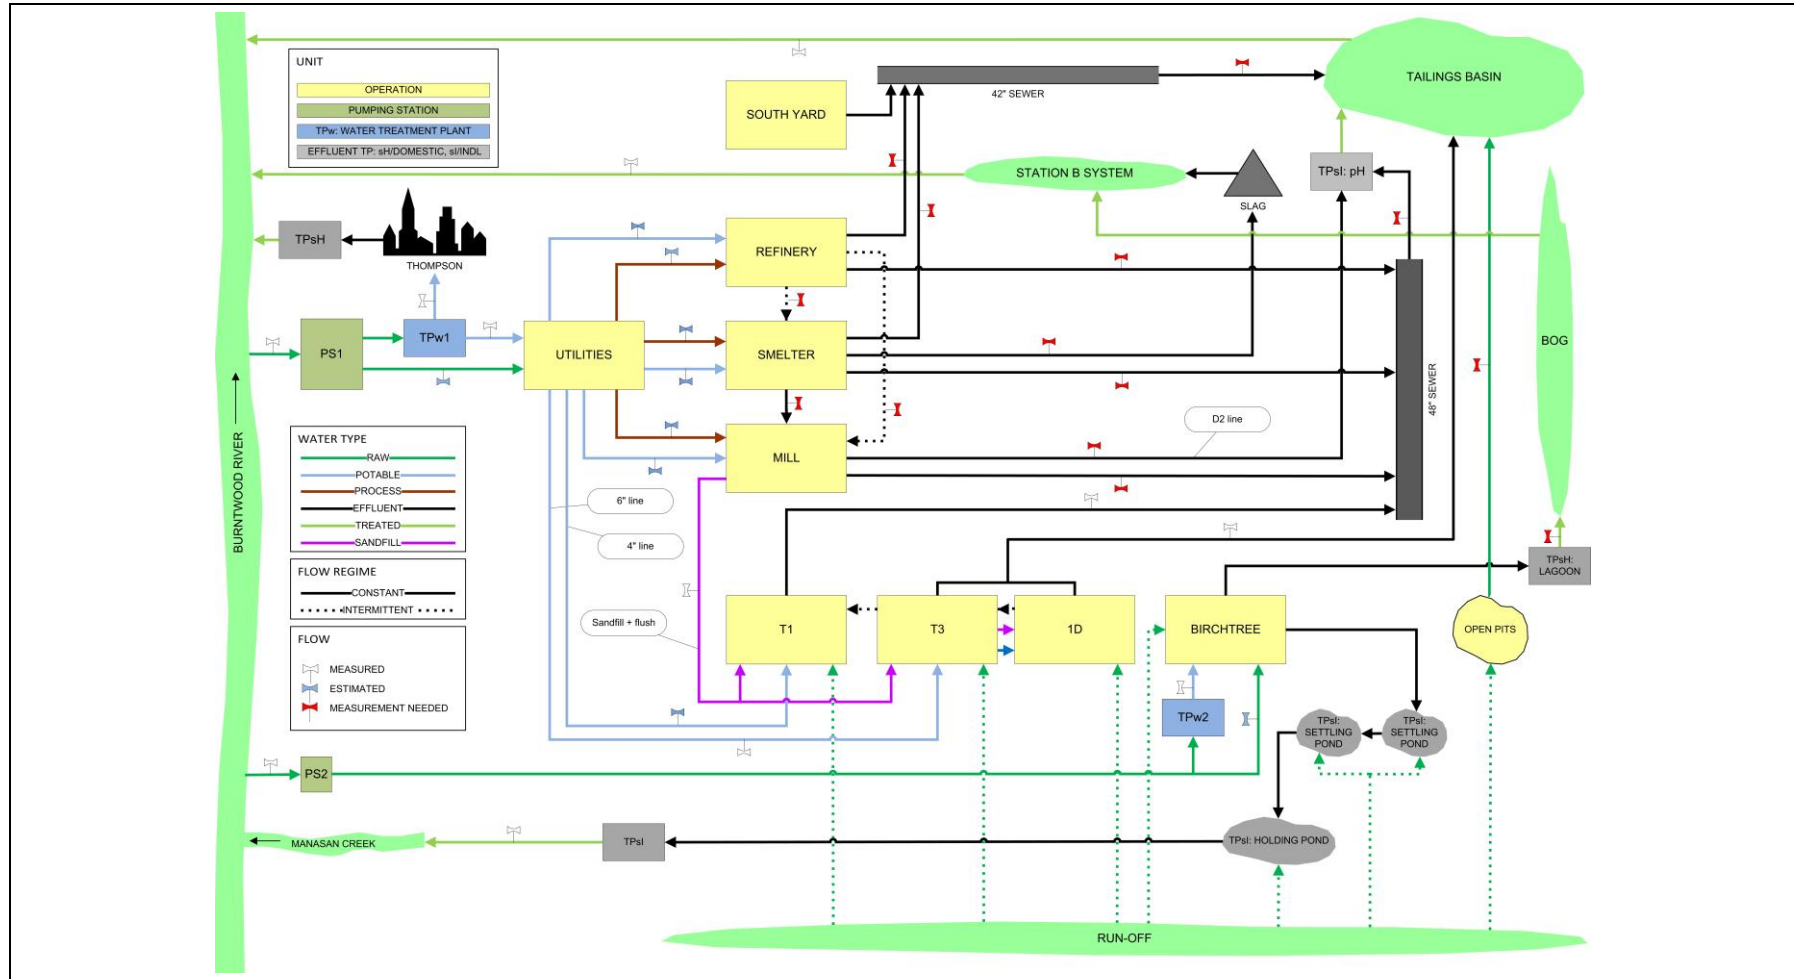 UNIT
OPERATION
PUMPING STATION
TPw: WATER TREATMENT PLANT
EFFLUENT TP: sH/DOMESTIC, sI/INDL
SOUTH YARD
42" SEWER
TAILINGS BASIN
STATION B SYSTEM
SLAG
TPsI: pH
TPsH
THOMPSON
REFINERY
PS1
TPw1
UTILITIES
SMELTER
BOG
48" SEWER
BURNTWOOD RIVER
WATER TYPE
RAW
POTABLE
PROCESS
EFFLUENT
TREATED
SANDFILL
D2 line
MILL
6" line
4" line
FLOW REGIME
CONSTANT
INTERMITTENT
TPsH:
LAGOON
FLOW
MEASURED
ESTIMATED
MEASUREMENT NEEDED
Sandfill + flush
T1
T3
1D
BIRCHTREE
OPEN PITS
TPw2
TPsI:
SETTLING
POND
TPsI:
SETTLING
POND
PS2
MANASAN CREEK
TPsI
TPsI: HOLDING POND
RUN-OFF